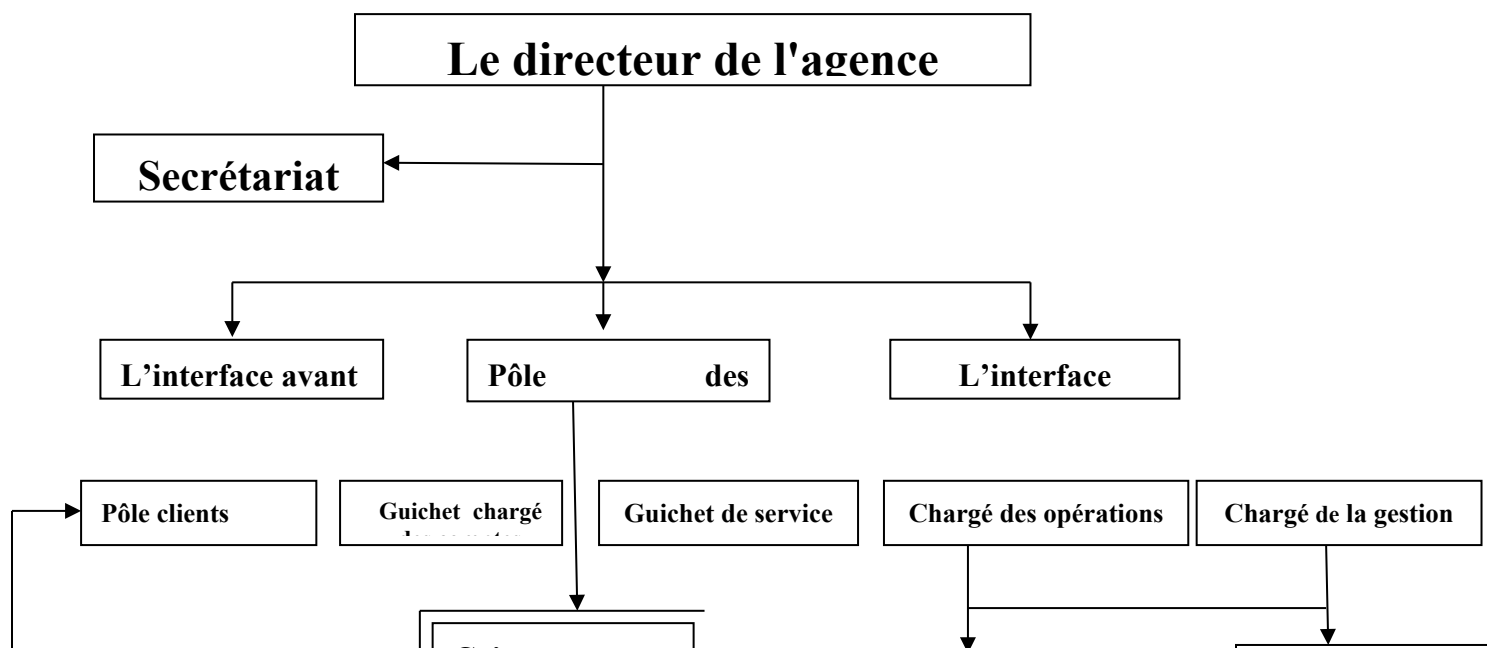 Le directeur de l'agence
Secrétariat
L’interface avant
Pôle des
L’interface
Pôle clients
Guichet chargé
Guichet de service
Chargé des opérations
Chargé de la gestion